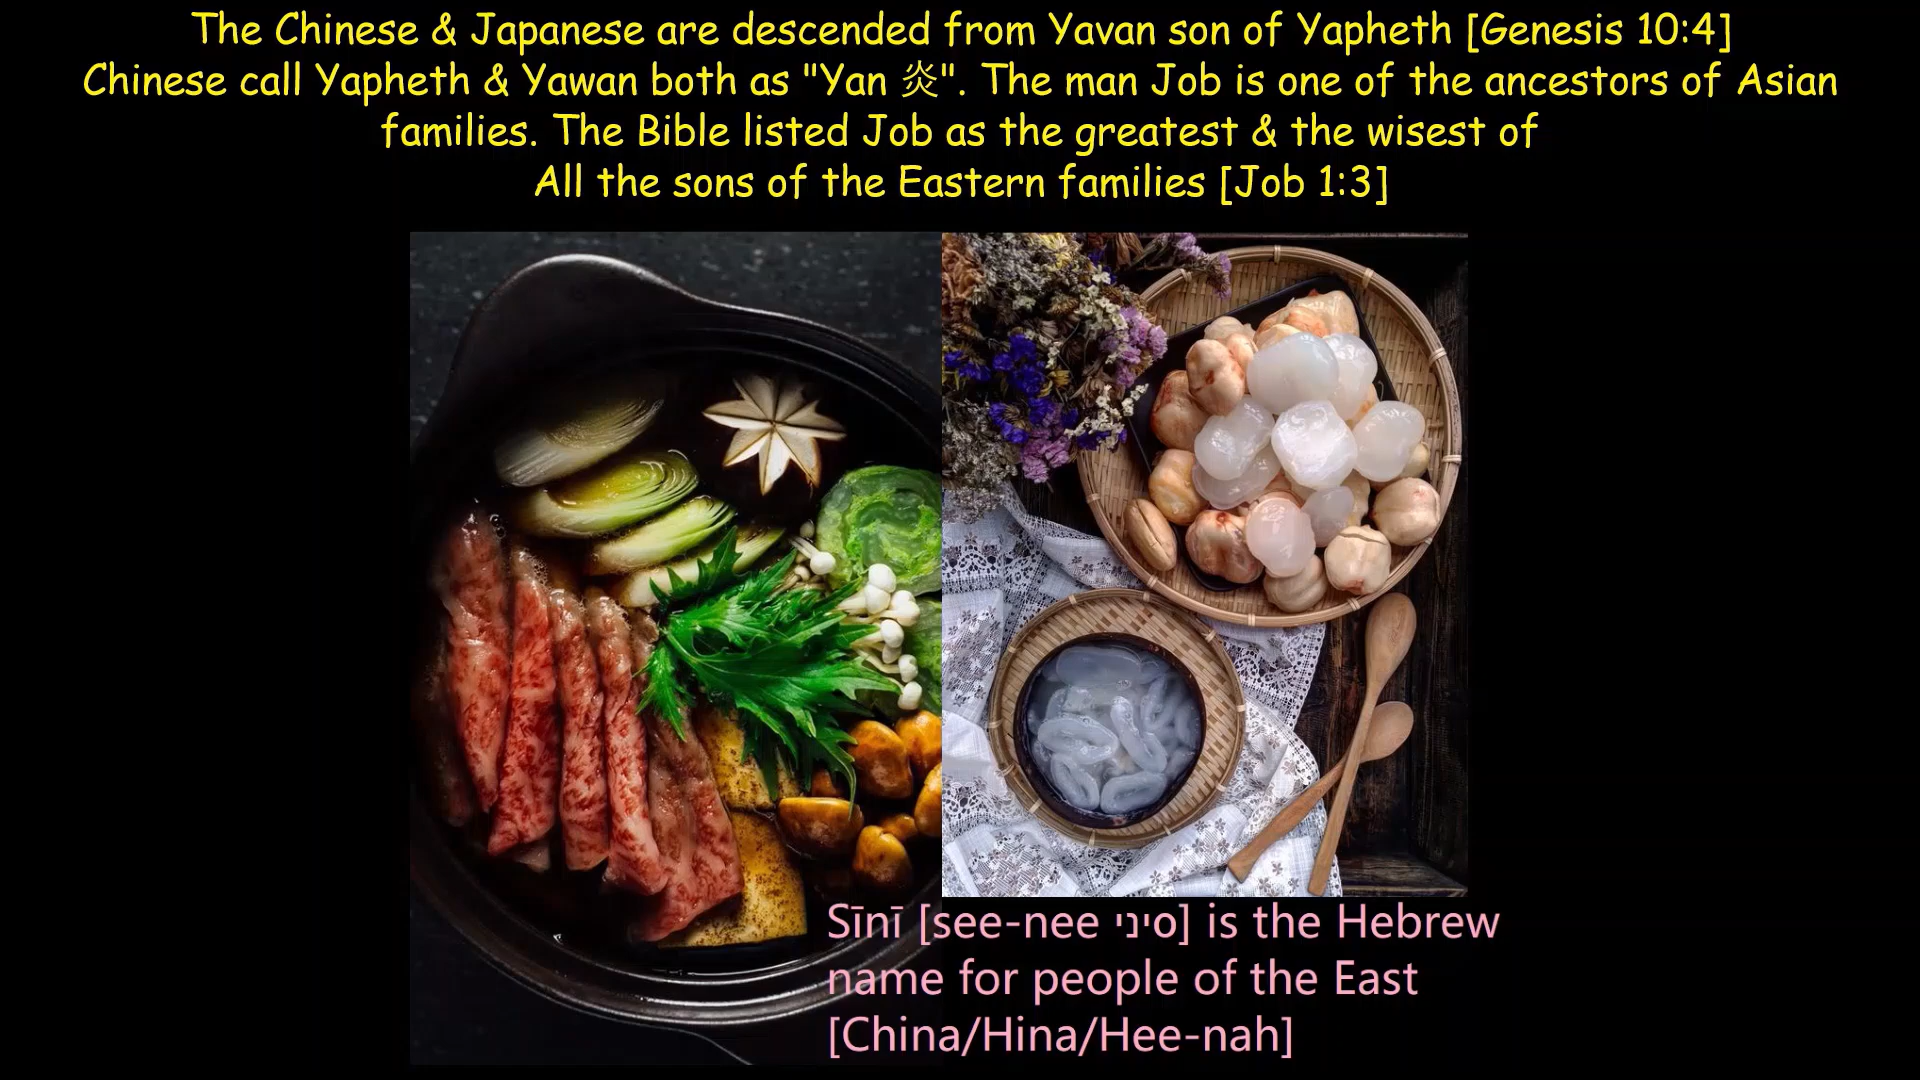 The Chinese & Japanese are descended from Yavan son of Yapheth [Genesis 10:4]
Chinese call Yapheth & Yawan both as "Yan 炎". The man Job is one of the ancestors of Asian
families. The Bible listed Job as the greatest & the wisest of
All the sons of the Eastern families [Job 1:3]
Sīnī [see-nee סיני] is the Hebrew
name for people of the East
[China/Hina/Hee-nah]